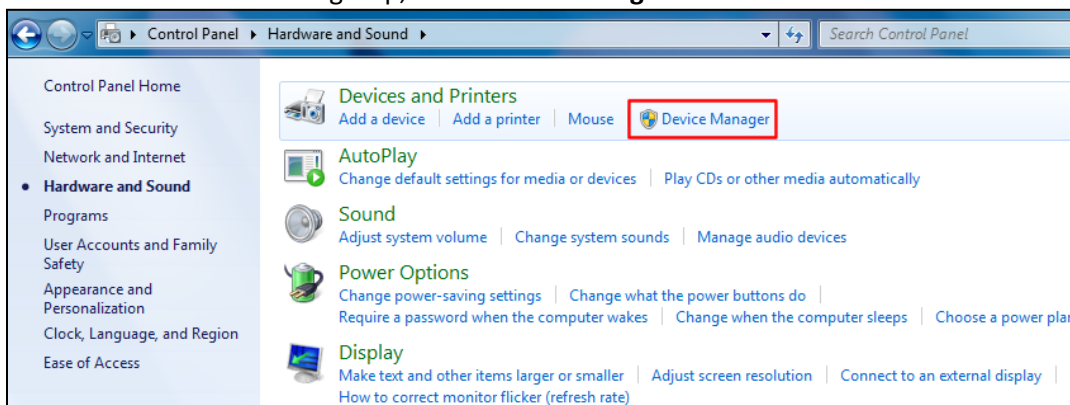 Control Panel ▸ Hardware and Sound ▸
Search Control Panel
Control Panel Home
System and Security
Network and Internet
• Hardware and Sound
Programs
User Accounts and Family
Safety
Appearance and
Personalization
Clock, Language, and Region
Ease of Access
Devices and Printers
Add a device | Add a printer | Mouse | Device Manager
AutoPlay
Change default settings for media or devices | Play CDs or other media automatically
Sound
Adjust system volume | Change system sounds | Manage audio devices
Power Options
Change power-saving settings | Change what the power buttons do |
Require a password when the computer wakes | Change when the computer sleeps | Choose a power plan
Display
Make text and other items larger or smaller | Adjust screen resolution | Connect to an external display |
How to correct monitor flicker (refresh rate)